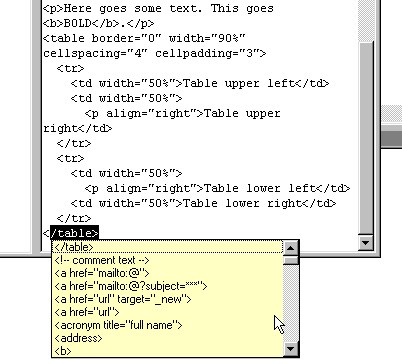 <p>Here goes some text. This goes
<b>BOLD</b>.</p>
<table border="0" width="90%"
cellspacing="4" cellpadding="3">
<tr>
<td width="50%">Table upper left</td>
<td width="50%">
<p align="right">Table upper
right</td>
</tr>
<tr>
<td width="50%">
<p align="right">Table lower left</td>
<td width="50%">Table lower right</td>
</tr>
</table>
</table>
<!-- comment text -->
<a href="mailto:@">
<a href="mailto:@?subject=***">
<a href="url" target="_new">
<a href="url">
<acronym title="full name">
<address>
<b>